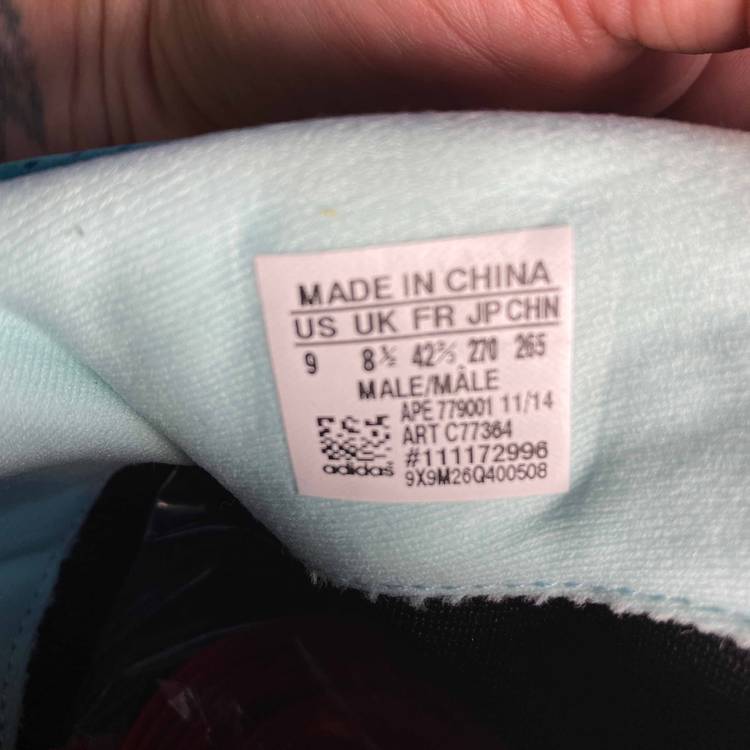 MADE IN CHINA
US UK FR JP CHN
9 8½ 42⅔ 270 265
MALE/MÂLE
APE 779001 11/14
ART C77364
#111172996
adidas 9X9M26Q400508